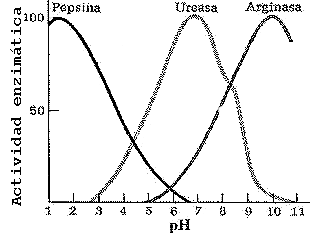 Pepsina Ureasa Arginasa
100
50
Actividad enzimática
1 2 3 4 5 6 7 8 9 10 11
pH